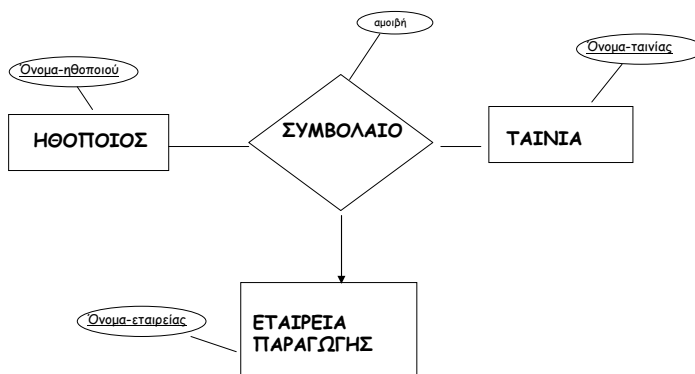 αμοιβή
Όνομα-ηθοποιού
Όνομα-ταινίας
ΗΘΟΠΟΙΟΣ
ΣΥΜΒΟΛΑΙΟ
ΤΑΙΝΙΑ
Όνομα-εταιρείας
ΕΤΑΙΡΕΙΑ
ΠΑΡΑΓΩΓΗΣ